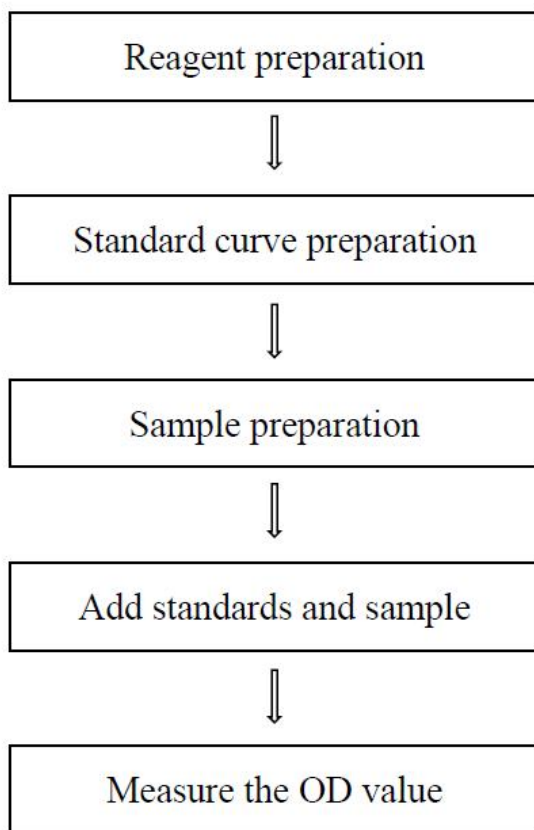 Reagent preparation
Standard curve preparation
Sample preparation
Add standards and sample
Measure the OD value